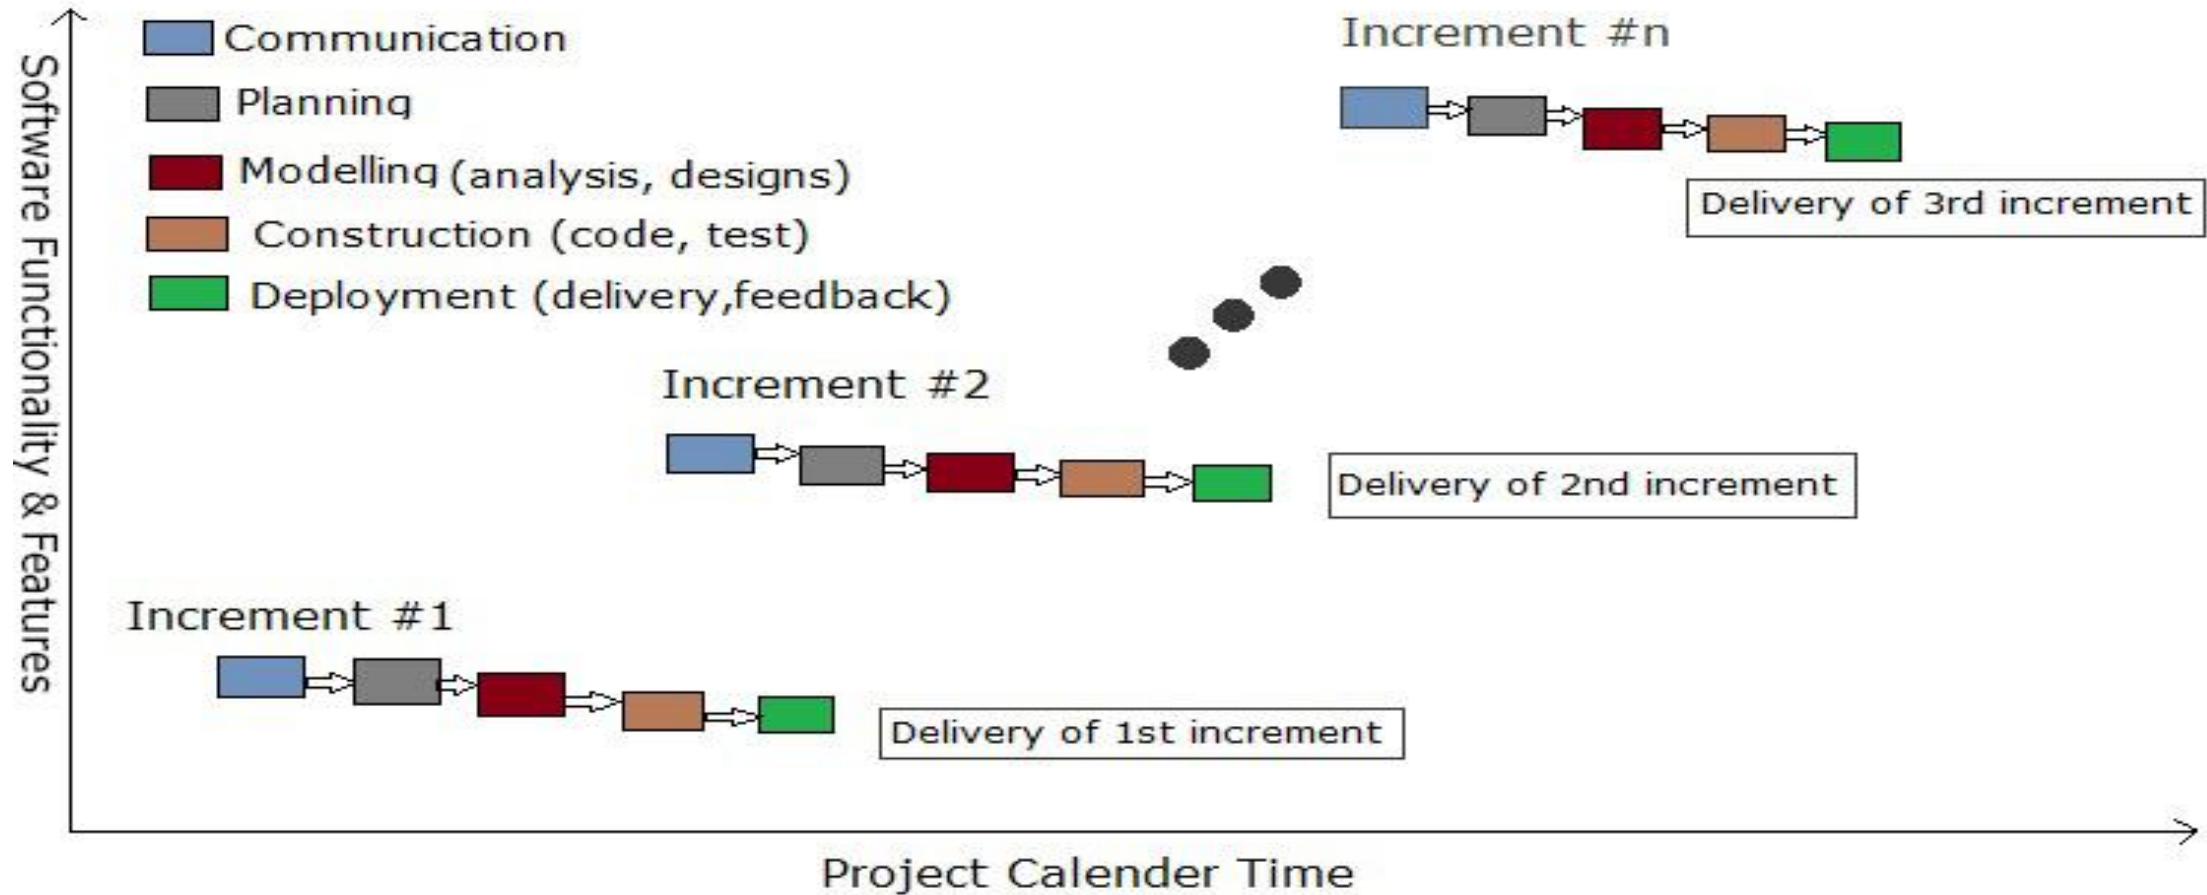 Software Functionality & Features
Communication
Planning
Modelling (analysis, designs)
Construction (code, test)
Deployment (delivery,feedback)
Increment #n
Delivery of 3rd increment
Increment #2
Delivery of 2nd increment
Increment #1
Delivery of 1st increment
Project Calender Time